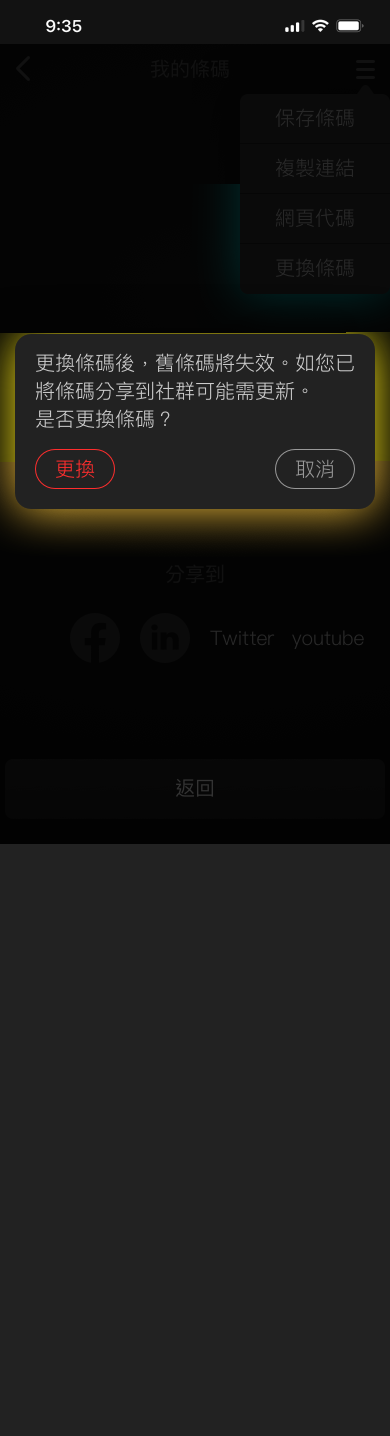 9:35
我的條碼
保存條碼
複製連結
網頁代碼
更換條碼
更換條碼後，舊條碼將失效。如您已
將條碼分享到社群可能需更新。
是否更換條碼？
更換
取消
分享到
Twitter youtube
返回